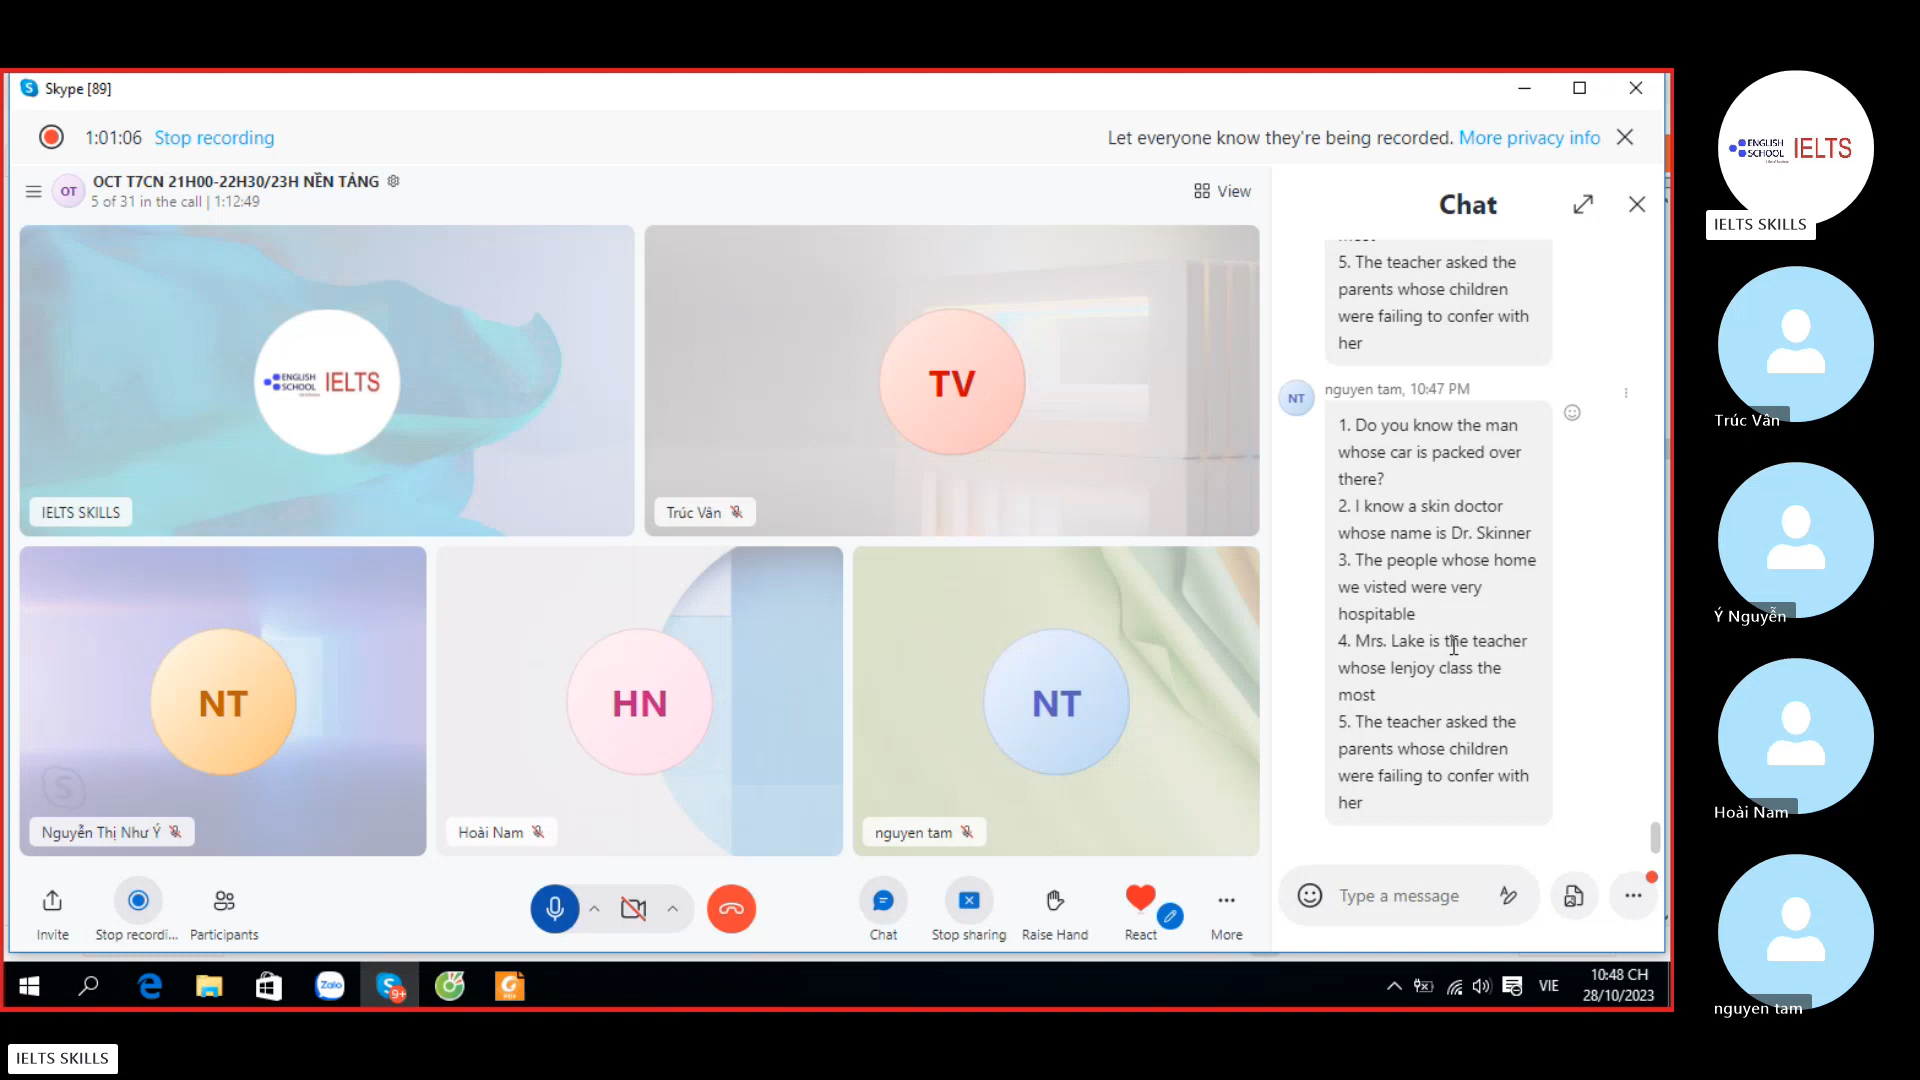 Skype [89]
1:01:06 Stop recording
Let everyone know they're being recorded. More privacy info
OT
OCT T7CN 21H00-22H30/23H NỀN TẢNG
5 of 31 in the call | 1:12:49
View
Chat
ENGLISH SCHOOL IELTS
IELTS SKILLS
TV
Trúc Vân
NT
Nguyễn Thị Như Ý
HN
Hoài Nam
NT
nguyen tam
5. The teacher asked the
parents whose children
were failing to confer with
her
NT
nguyen tam, 10:47 PM
1. Do you know the man
whose car is packed over
there?
2. I know a skin doctor
whose name is Dr. Skinner
3. The people whose home
we visted were very
hospitable
4. Mrs. Lake is the teacher
whose lenjoy class the
most
5. The teacher asked the
parents whose children
were failing to confer with
her
Type a message
Invite
Stop recordi...
Participants
Chat
Stop sharing
Raise Hand
React
More
Zalo
9+
VIE
10:48 CH
28/10/2023
ENGLISH SCHOOL IELTS
IELTS SKILLS
Trúc Vân
Ý Nguyễn
Hoài Nam
nguyen tam
IELTS SKILLS